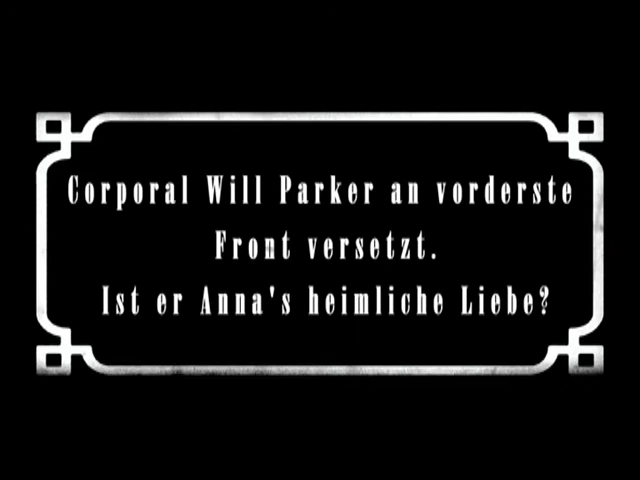 Corporal Will Parker an vorderste
Front versetzt.
Ist er Anna's heimliche Liebe?